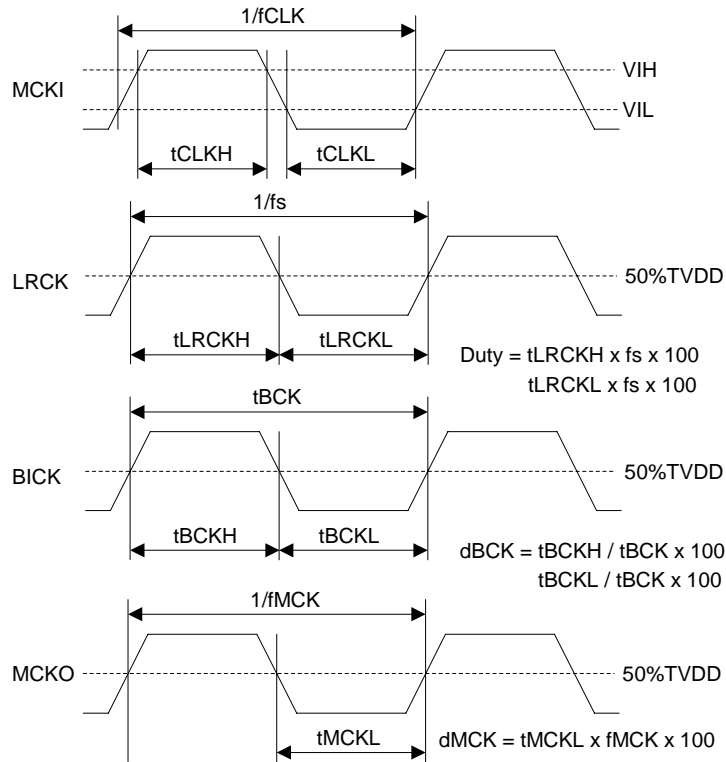 1/fCLK
MCKI
VIH
VIL
tCLKH
tCLKL
1/fs
LRCK
50%TVDD
tLRCKH
tLRCKL
Duty = tLRCKH x fs x 100
tLRCKL x fs x 100
tBCK
BICK
50%TVDD
tBCKH
tBCKL
dBCK = tBCKH / tBCK x 100
tBCKL / tBCK x 100
1/fMCK
MCKO
50%TVDD
tMCKL
dMCK = tMCKL x fMCK x 100